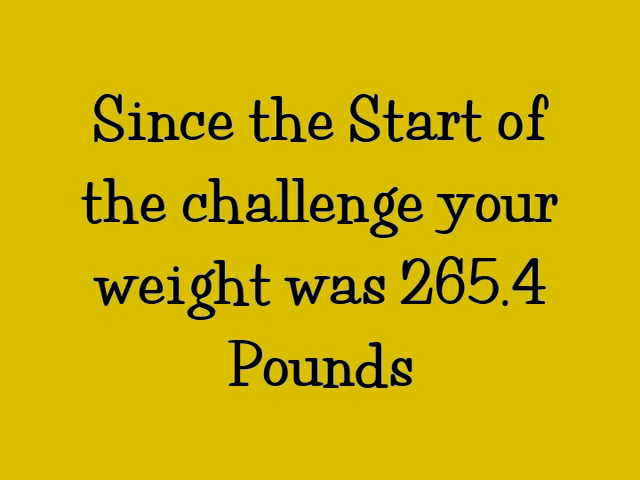 Since the Start of
the challenge your
weight was 265.4
Pounds